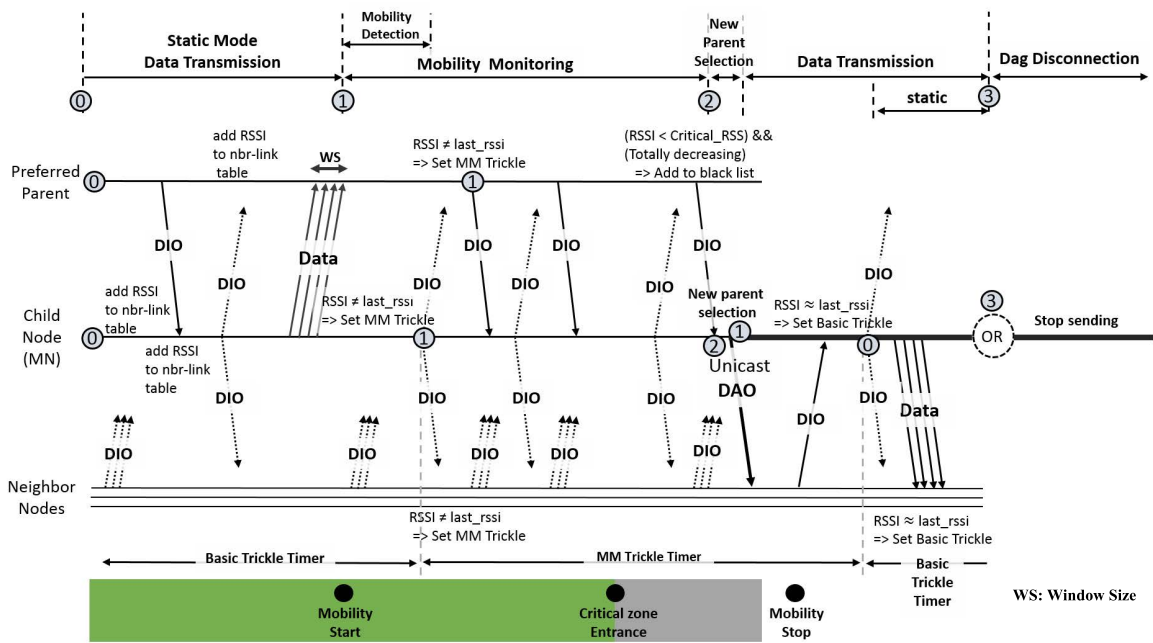 Static Mode
Data Transmission
Mobility
Detection
Mobility Monitoring
New
Parent
Selection
Data Transmission
static
Dag Disconnection
0
1
2
3
Preferred
Parent
0
add RSSI
to nbr-link
table
WS
RSSI ≠ last_rssi
=> Set MM Trickle
1
(RSSI < Critical_RSS) &&
(Totally decreasing)
=> Add to black list
DIO
DIO
Data
DIO
DIO
DIO
DIO
DIO
DIO
DIO
add RSSI
to nbr-link
table
RSSI ≠ last_rssi
=> Set MM Trickle
New parent
selection
RSSI ≈ last_rssi
=> Set Basic Trickle
3
Child
Node
(MN)
0
1
2
1
0
OR
Stop sending
add RSSI
to nbr-link
table
Unicast
DAO
DIO
DIO
DIO
DIO
DIO
DIO
Data
DIO
DIO
DIO
DIO
DIO
Neighbor
Nodes
RSSI ≠ last_rssi
=> Set MM Trickle
RSSI ≈ last_rssi
=> Set Basic Trickle
Basic Trickle Timer
MM Trickle Timer
Basic
Trickle
Timer
Mobility
Start
Critical zone
Entrance
Mobility
Stop
WS: Window Size